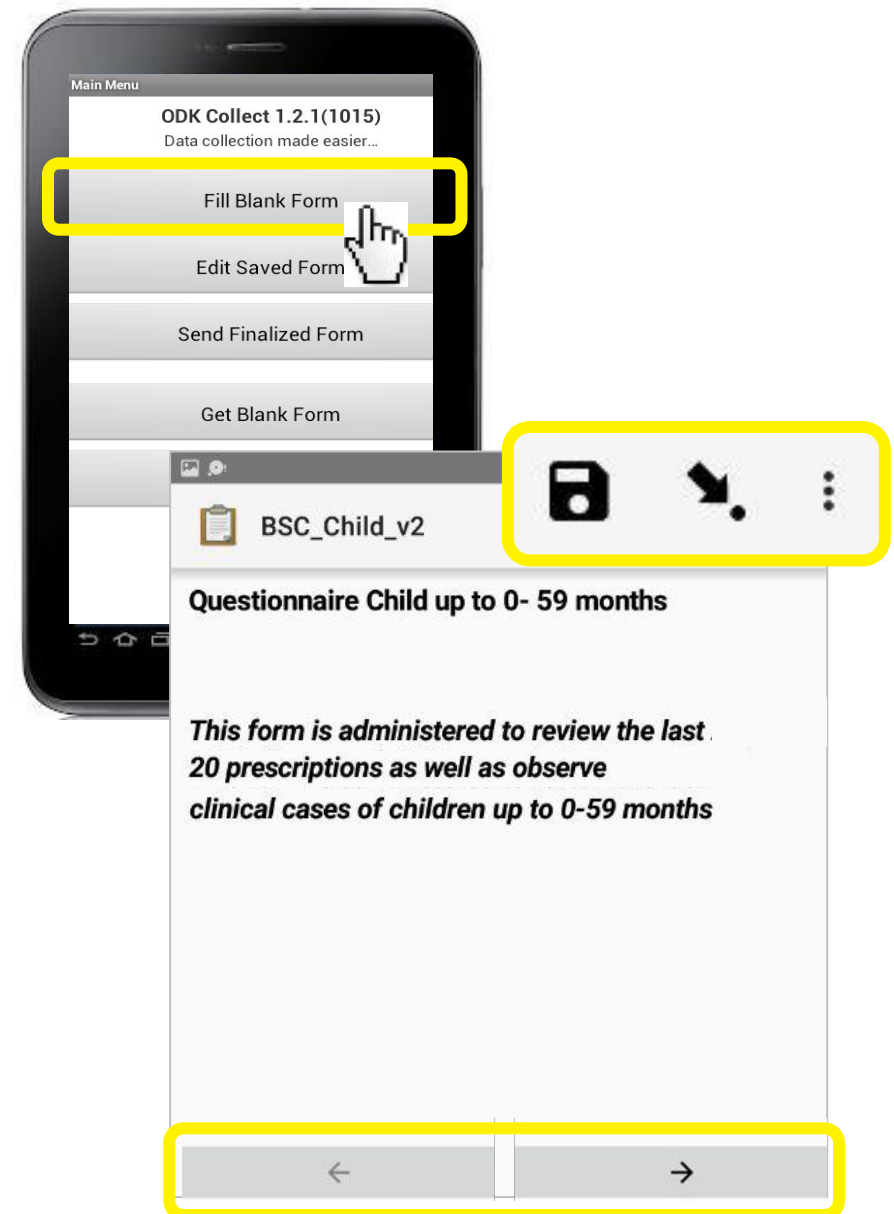 Main Menu
ODK Collect 1.2.1(1015)
Data collection made easier...
Fill Blank Form
Edit Saved Form
Send Finalized Form
Get Blank Form
BSC_Child_v2
Questionnaire Child up to 0- 59 months
This form is administered to review the last
20 prescriptions as well as observe
clinical cases of children up to 0-59 months